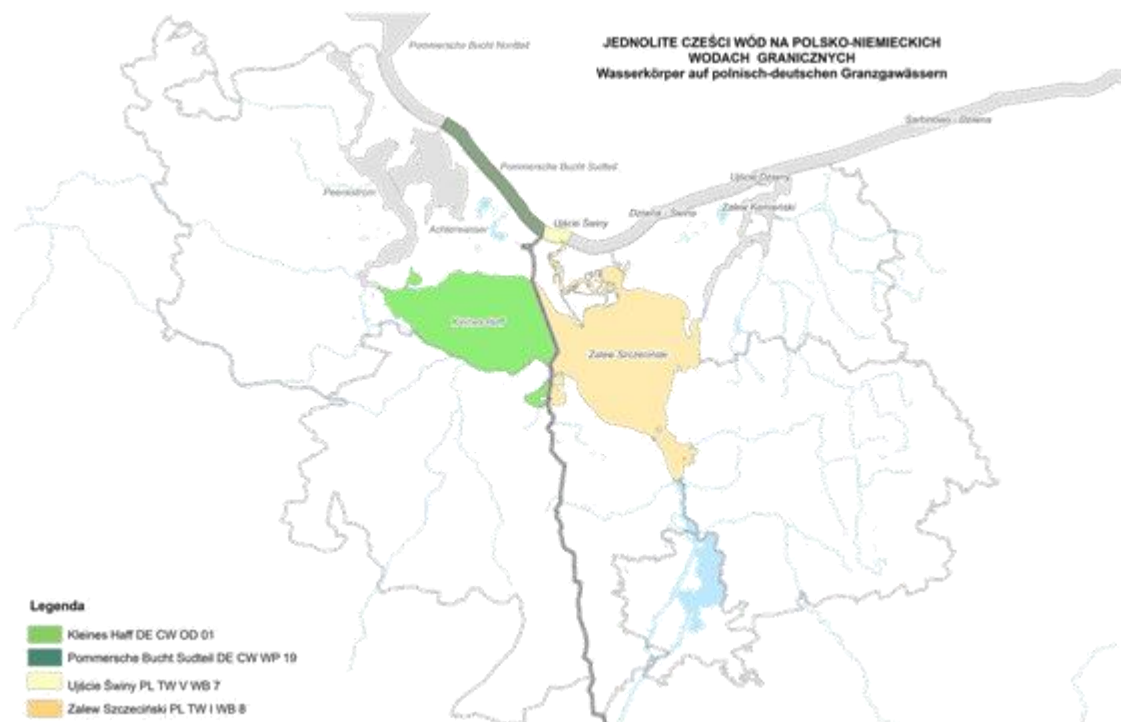 JEDNOLITE CZĘŚCI WÓD NA POLSKO-NIEMIECKICH
WODACH GRANICZNYCH
Wasserkörper auf polnisch-deutschen Granzgawässern
Pommersche Bucht Nordteil
Sarbinowo - Dziwna
Pommersche Bucht Sudteil
Ujście Dziwny
Peenestrom
Zalew Kamieński
Dziwna - Świna
Achterwasser
Ujście Świny
Kleines Haff
Zalew Szczeciński
Legenda
Kleines Haff DE CW OD 01
Pommersche Bucht Sudteil DE CW WP 19
Ujście Świny PL TW V WB 7
Zalew Szczeciński PL TW I WB 8